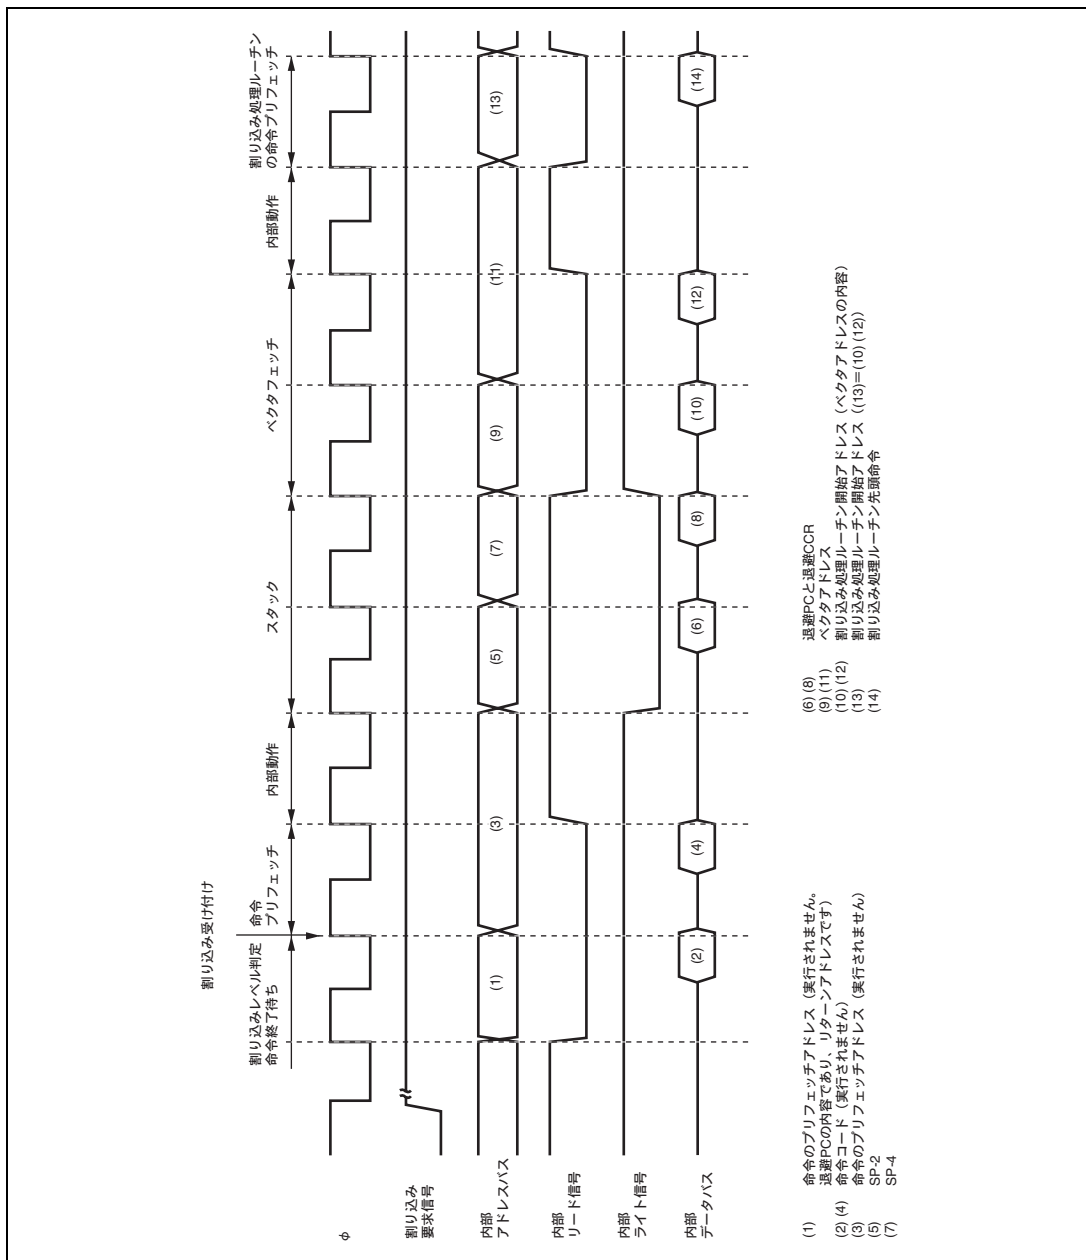 割り込み受け付け
割り込みレベル判定
命令終了待ち
命令
プリフェッチ
内部動作
スタック
ベクタフェッチ
内部動作
割り込み処理ルーチン
の命令プリフェッチ
φ
割り込み
要求信号
内部
アドレスバス
(1)
(3)
(5)
(7)
(9)
(11)
(13)
内部
リード信号
内部
ライト信号
内部
データバス
(2)
(4)
(6)
(8)
(10)
(12)
(14)
(1) 命令のプリフェッチアドレス（実行されません。
退避PCの内容であり、リターンアドレスです）
(2) (4) 命令コード（実行されません）
(3) 命令のプリフェッチアドレス（実行されません）
(5) SP-2
(7) SP-4
(6) (8) 退避PCと退避CCR
(9) (11) ベクタアドレス
(10) (12) 割り込み処理ルーチン開始アドレス（ベクタアドレスの内容）
(13) 割り込み処理ルーチン開始アドレス（(13)＝(10) (12)）
(14) 割り込み処理ルーチン先頭命令